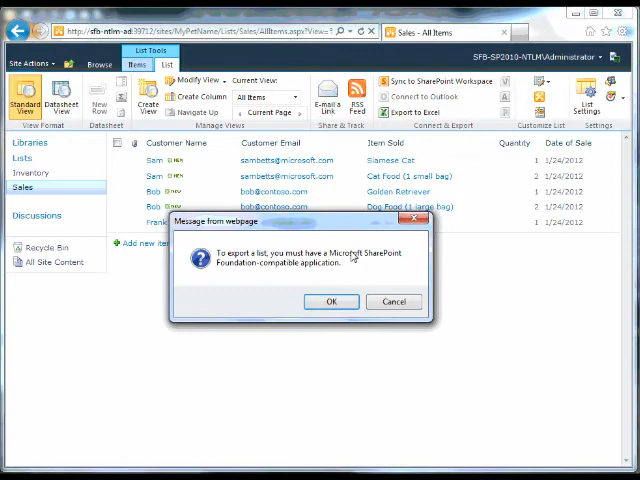 http://sfb-ntlm-ad:39712/sites/MyPetName/Lists/Sales/AllItems.aspx?View=
Sales - All Items
List Tools
Site Actions
Browse
Items
List
SFB-SP2010-NTLM\Administrator
Standard View
Datasheet View
New Row
Create View
Modify View
Create Column
Navigate Up
Current View:
All Items
Current Page
E-mail a Link
RSS Feed
Sync to SharePoint Workspace
Connect to Outlook
Export to Excel
List Settings
View Format
Datasheet
Manage Views
Share & Track
Connect & Export
Customize List
Settings
Libraries
Lists
Inventory
Sales
Discussions
Recycle Bin
All Site Content
Customer Name Customer Email Item Sold Quantity Date of Sale
Sam NEW sambetts@microsoft.com Siamese Cat 1 1/24/2012
Sam NEW sambetts@microsoft.com Cat Food (1 small bag) 2 1/24/2012
Bob NEW bob@contoso.com Golden Retriever 1 1/24/2012
Bob NEW bob@contoso.com Dog Food (1 large bag) 2 1/24/2012
Frank 1 1/24/2012
Add new item
Message from webpage
To export a list, you must have a Microsoft SharePoint
Foundation-compatible application.
OK
Cancel